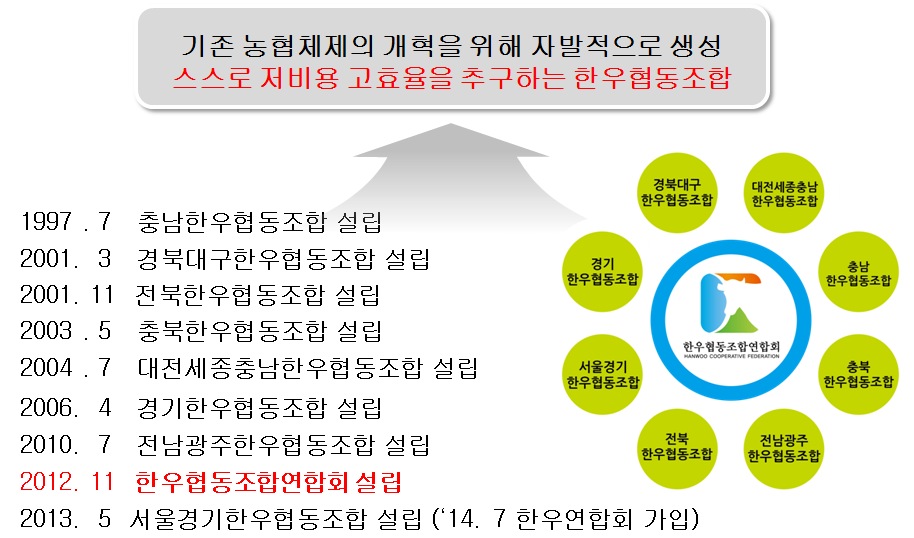 기존 농협체제의 개혁을 위해 자발적으로 생성
스스로 저비용 고효율을 추구하는 한우협동조합
1997 . 7 충남한우협동조합 설립
2001. 3 경북대구한우협동조합 설립
2001. 11 전북한우협동조합 설립
2003 . 5 충북한우협동조합 설립
2004 . 7 대전세종충남한우협동조합 설립
2006. 4 경기한우협동조합 설립
2010. 7 전남광주한우협동조합 설립
2012. 11 한우협동조합연합회 설립
2013. 5 서울경기한우협동조합 설립 (‘14. 7 한우연합회 가입)
경북대구
한우협동조합
대전세종충남
한우협동조합
경기
한우협동조합
충남
한우협동조합
한우협동조합연합회
HANWOO COOPERATIVE FEDERATION
서울경기
한우협동조합
충북
한우협동조합
전북
한우협동조합
전남광주
한우협동조합